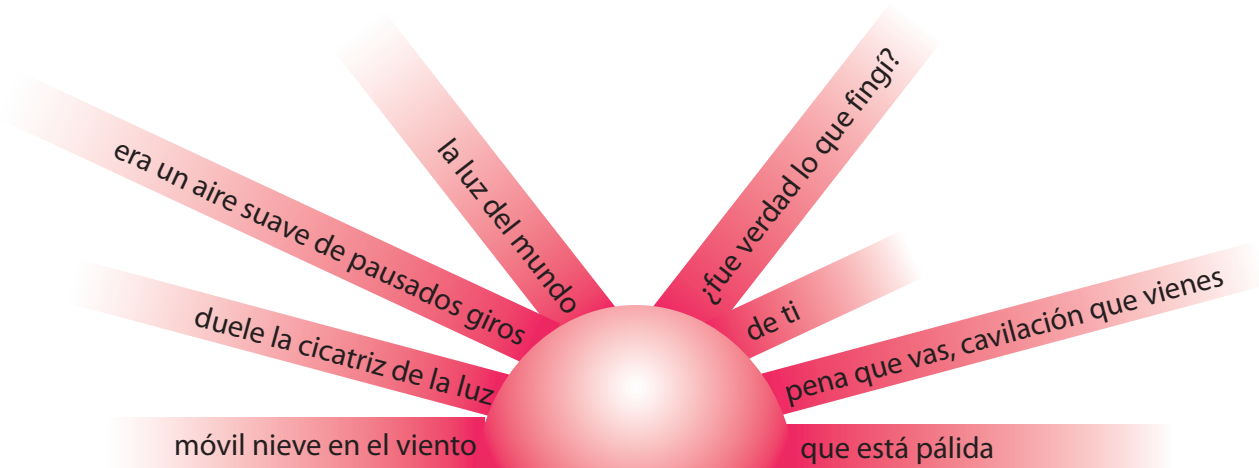 móvil nieve en el viento
duele la cicatriz de la luz
era un aire suave de pausados giros
la luz del mundo
¿fue verdad lo que fingí?
de ti
pena que vas, cavilación que vienes
que está pálida